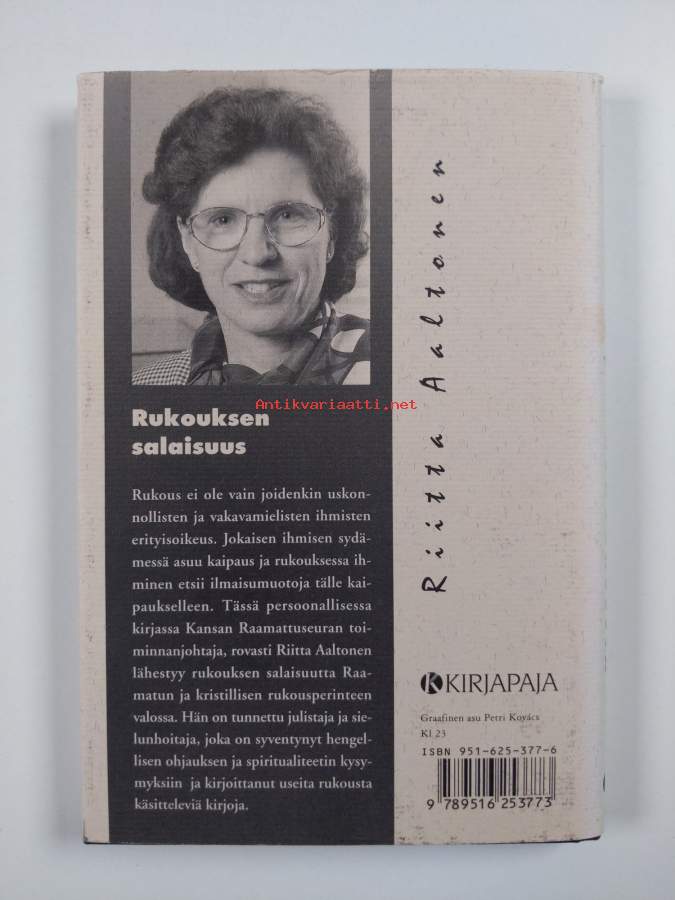 Antikvariaatti.net
Rukouksen
salaisuus
Rukous ei ole vain joidenkin uskon-
nollisten ja vakavamielisten ihmisten
erityisoikeus. Jokaisen ihmisen sydä-
messä asuu kaipaus ja rukouksessa ih-
minen etsii ilmaisumuotoja tälle kai-
paukselleen. Tässä persoonallisessa
kirjassa Kansan Raamattuseuran toi-
minnanjohtaja, rovasti Riitta Aaltonen
lähestyy rukouksen salaisuutta Raa-
matun ja kristillisen rukousperinteen
valossa. Hän on tunnettu julistaja ja sie-
lunhoitaja, joka on syventynyt hengel-
lisen ohjauksen ja spiritualiteetin kysy-
myksiin ja kirjoittanut useita rukousta
käsitteleviä kirjoja.
Riitta Aaltonen
KIRJAPAJA
Graafinen asu Petri Kovács
Kl 23
ISBN 951-625-377-6
9 789516 253773